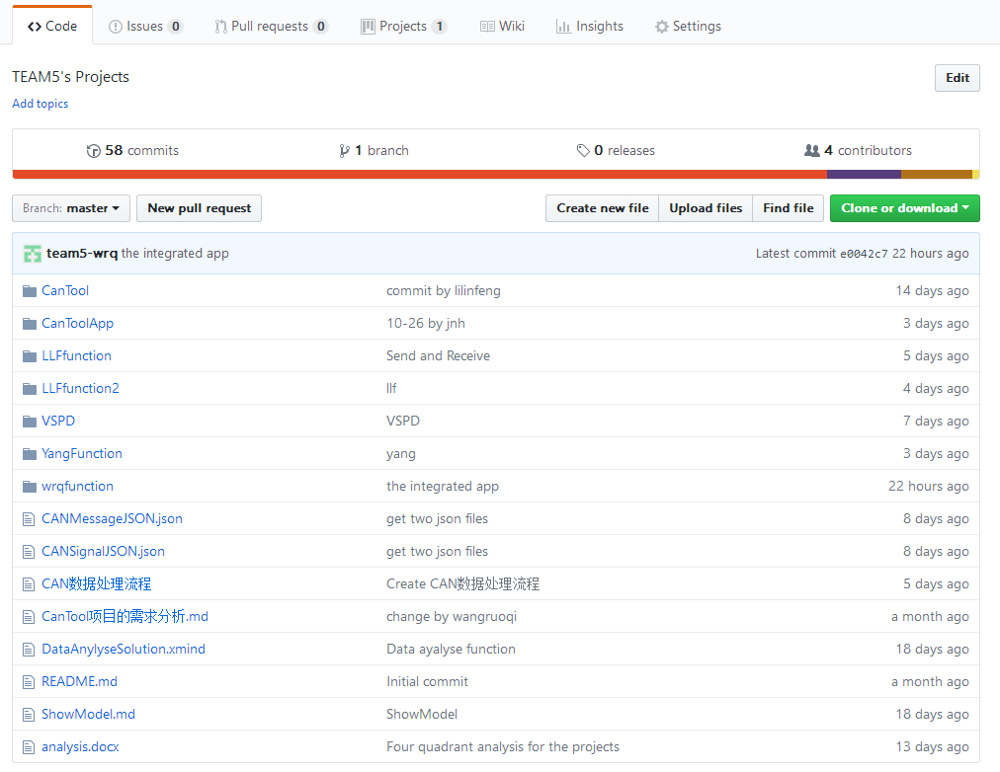 Code Issues 0 Pull requests 0 Projects 1 Wiki Insights Settings
TEAM5's Projects Edit
Add topics
58 commits 1 branch 0 releases 4 contributors
Branch: master New pull request Create new file Upload files Find file Clone or download
team5-wrq the integrated app Latest commit e0042c7 22 hours ago
CanTool commit by lilinfeng 14 days ago
CanToolApp 10-26 by jnh 3 days ago
LLFfunction Send and Receive 5 days ago
LLFfunction2 llf 4 days ago
VSPD VSPD 7 days ago
YangFunction yang 3 days ago
wrqfunction the integrated app 22 hours ago
CANMessageJSON.json get two json files 8 days ago
CANSignalJSON.json get two json files 8 days ago
CAN数据处理流程 Create CAN数据处理流程 5 days ago
CanTool项目的需求分析.md change by wangruoqi a month ago
DataAnylyseSolution.xmind Data ayalyse function 18 days ago
README.md Initial commit a month ago
ShowModel.md ShowModel 18 days ago
analysis.docx Four quadrant analysis for the projects 13 days ago